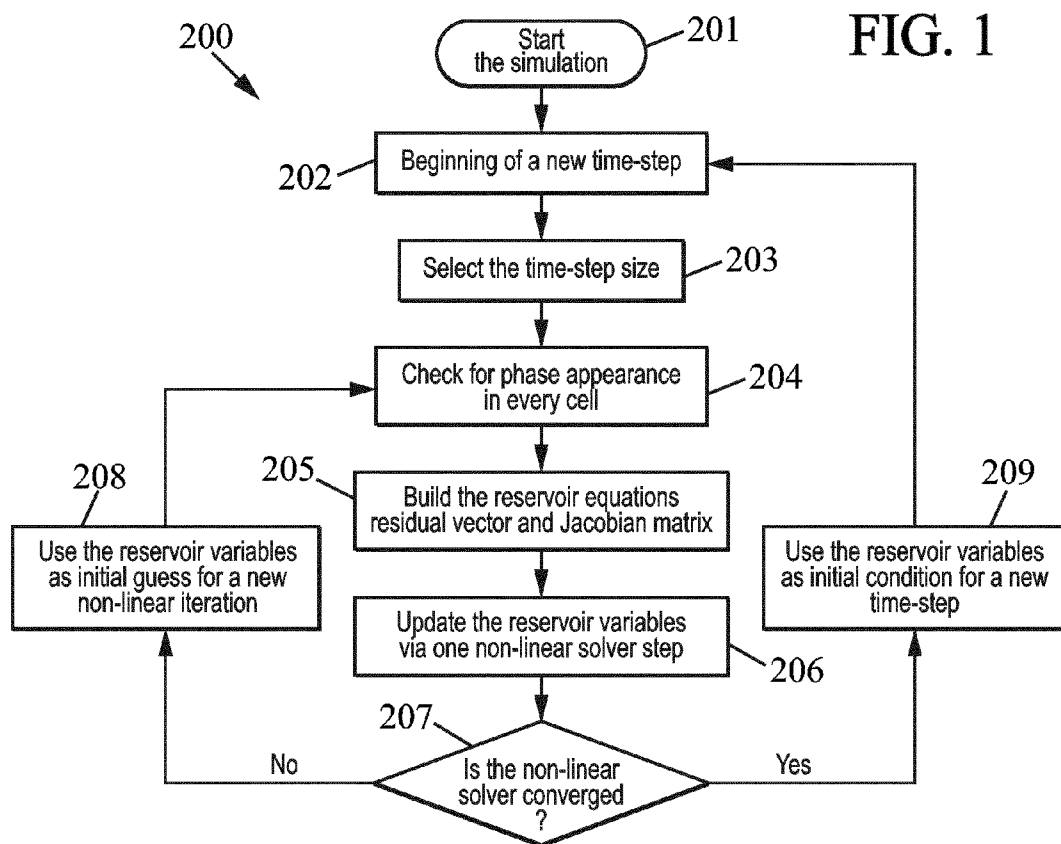 FIG. 1
200
Start
the simulation
201
Beginning of a new time-step
202
Select the time-step size
203
Check for phase appearance
in every cell
204
205
Build the reservoir equations
residual vector and Jacobian matrix
208
Use the reservoir variables
as initial guess for a new
non-linear iteration
209
Use the reservoir variables
as initial condition for a new
time-step
Update the reservoir variables
via one non-linear solver step
206
207
Is the non-linear
solver converged
?
No
Yes